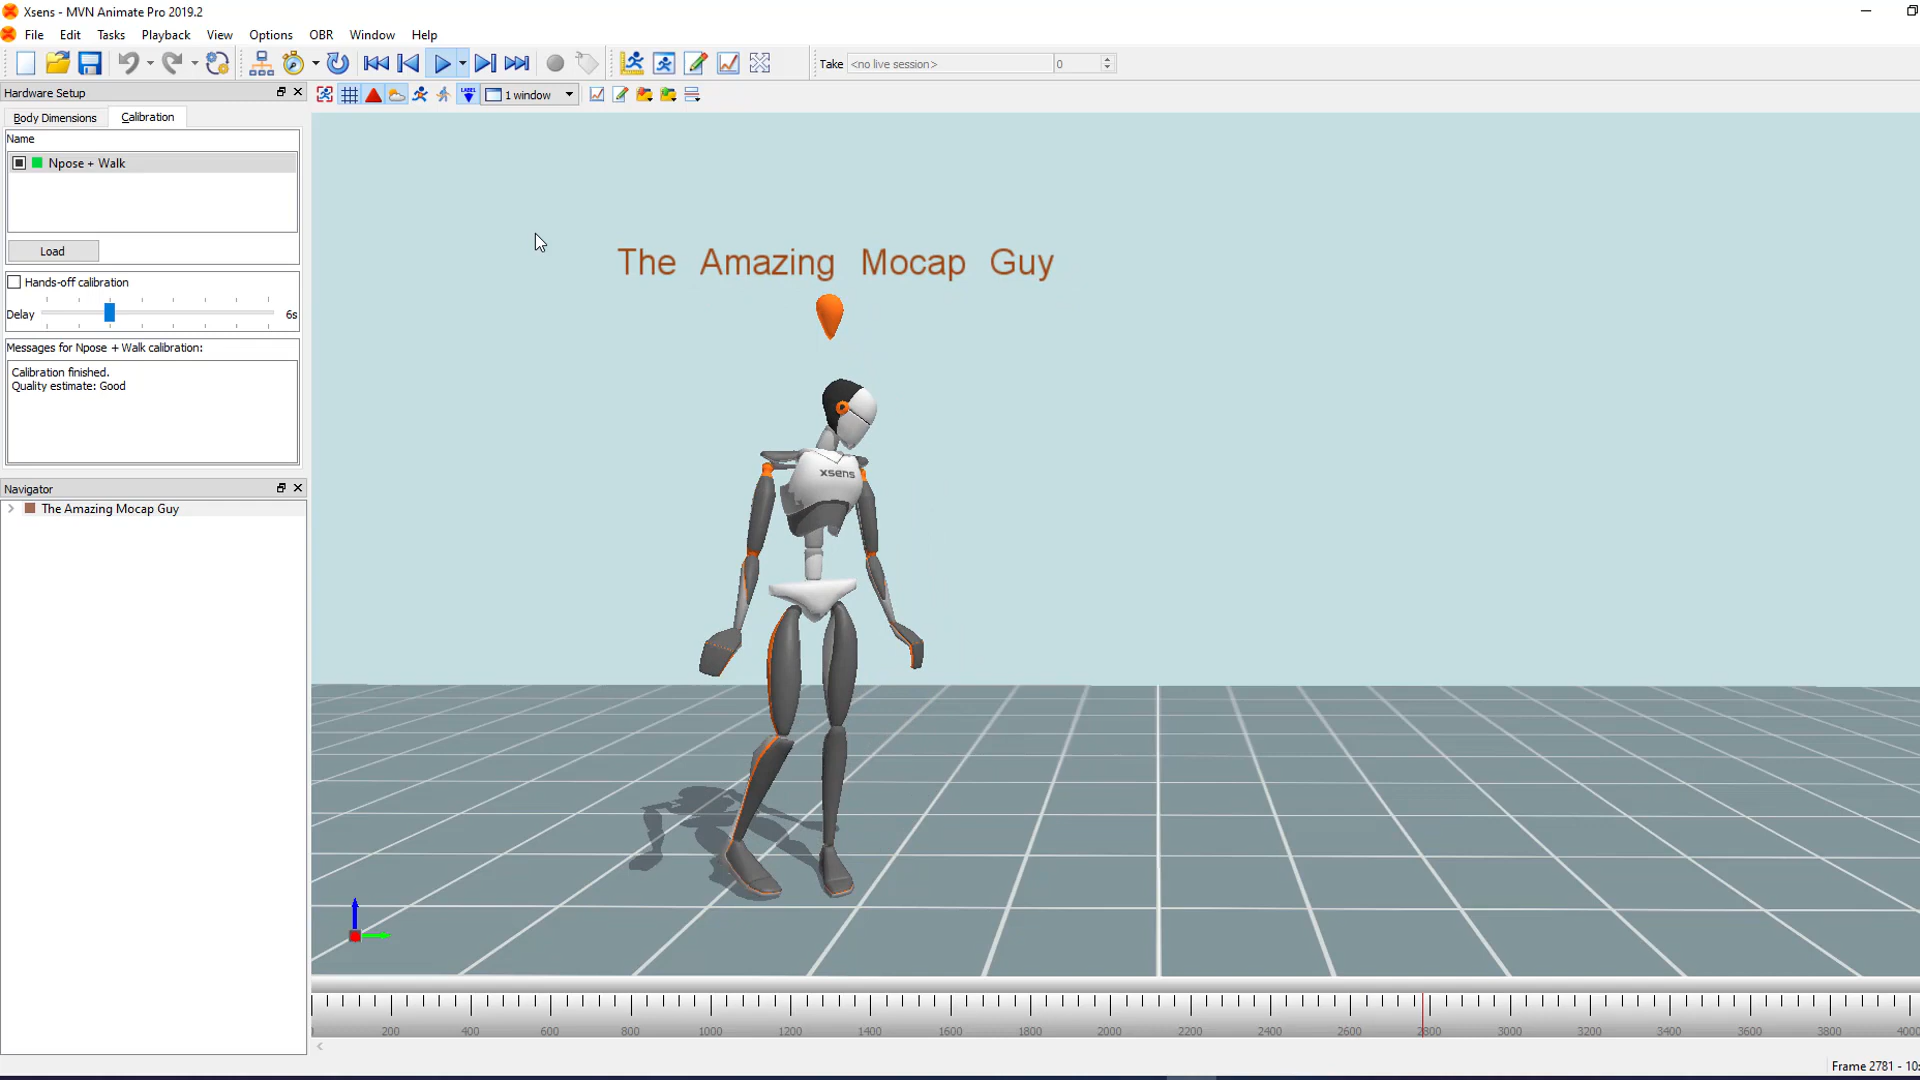 Xsens - MVN Animate Pro 2019.2
File Edit Tasks Playback View Options OBR Window Help
Take <no live session> 0
Hardware Setup
1 window
Body Dimensions Calibration
Name
Npose + Walk
Load
Hands-off calibration
Delay 6s
Messages for Npose + Walk calibration:
Calibration finished.
Quality estimate: Good
Navigator
The Amazing Mocap Guy
The Amazing Mocap Guy
xsens
200 400 600 800 1000 1200 1400 1600 1800 2000 2200 2400 2600 2800 3000 3200 3400 3600 3800 4000
Frame 2781 - 10: